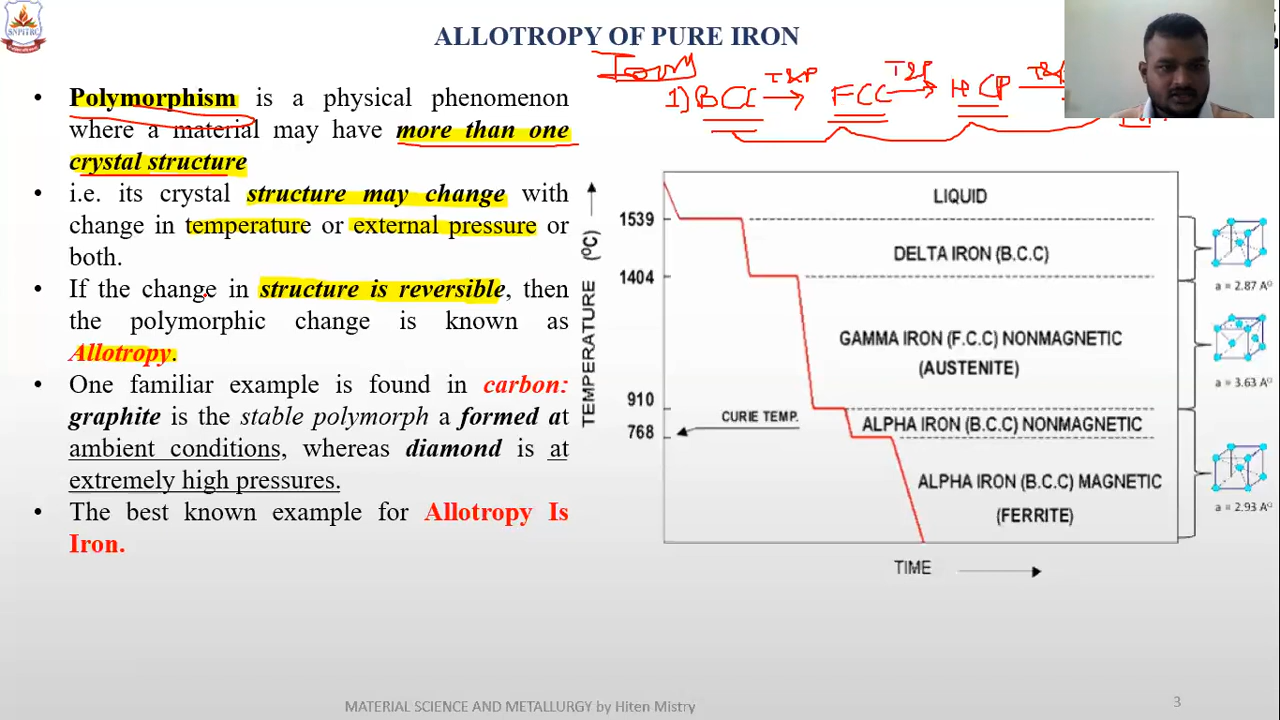 SNPITRC
ALLOTROPY OF PURE IRON
• Polymorphism is a physical phenomenon
where a material may have more than one
crystal structure
• i.e. its crystal structure may change with
change in temperature or external pressure or
both.
• If the change in structure is reversible, then
the polymorphic change is known as
Allotropy.
• One familiar example is found in carbon:
graphite is the stable polymorph a formed at
ambient conditions, whereas diamond is at
extremely high pressures.
• The best known example for Allotropy Is
Iron.
1) BCC T&P FCC T&P HCP T&P
TEMPERATURE (⁰C)
1539
1404
910
768
LIQUID
DELTA IRON (B.C.C)
GAMMA IRON (F.C.C) NONMAGNETIC
(AUSTENITE)
CURIE TEMP.
ALPHA IRON (B.C.C) NONMAGNETIC
ALPHA IRON (B.C.C) MAGNETIC
(FERRITE)
TIME
a = 2.87 A⁰
a = 3.63 A⁰
a = 2.93 A⁰
MATERIAL SCIENCE AND METALLURGY by Hiten Mistry
3